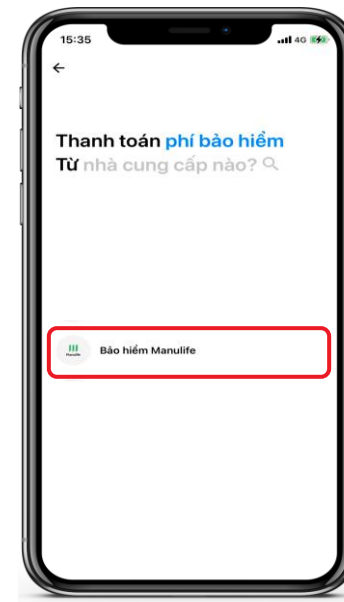 15:35
4G
Thanh toán phí bảo hiểm
Từ nhà cung cấp nào?
Manulife
Bảo hiểm Manulife